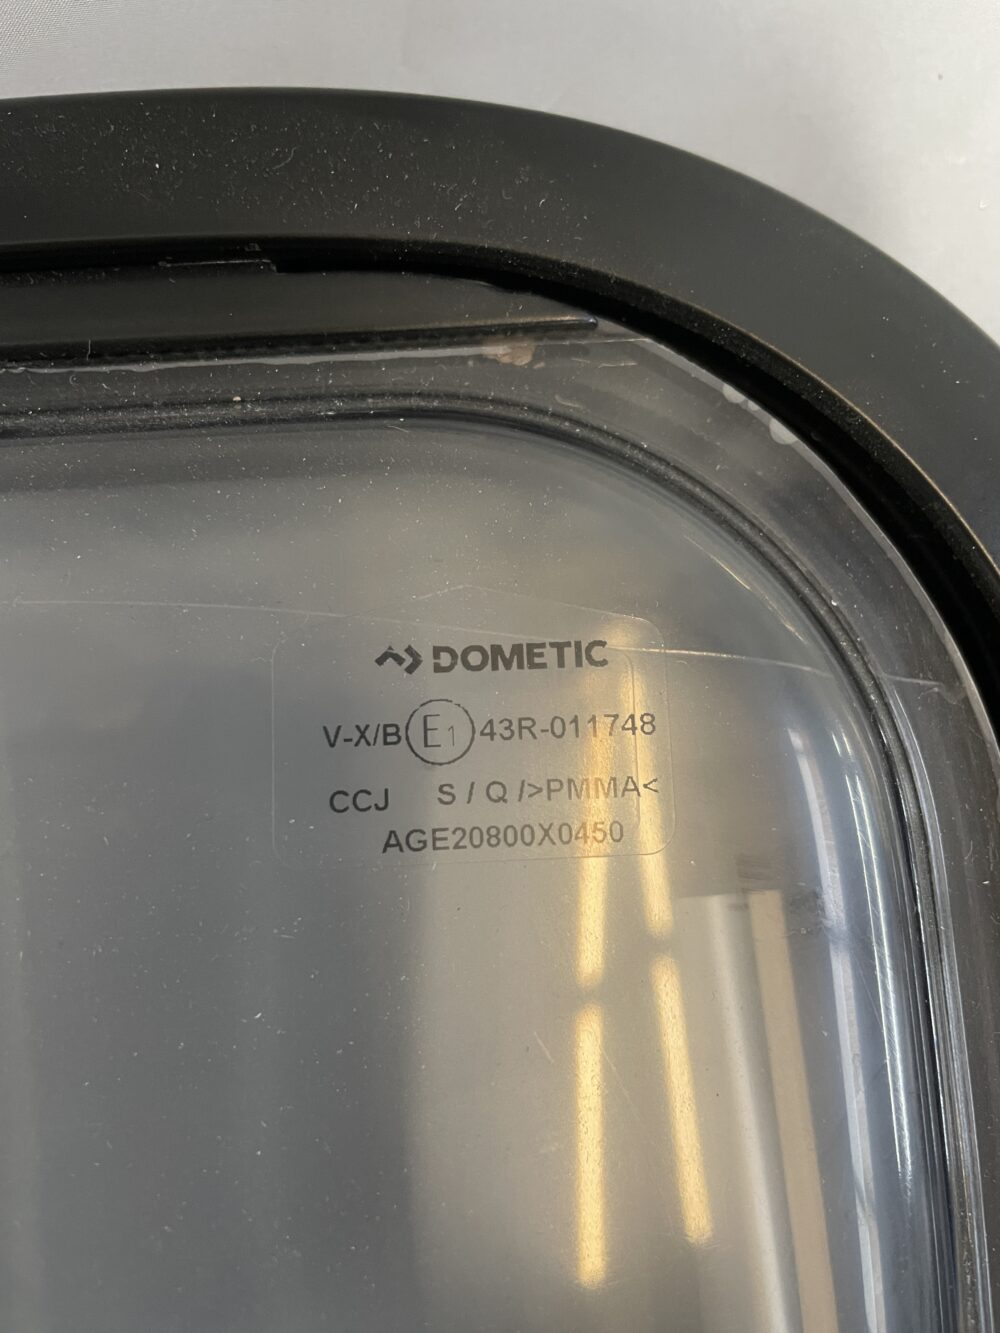 DOMETIC
V-X/B E1 43R-011748
CCJ S / Q />PMMA<
AGE20800X0450